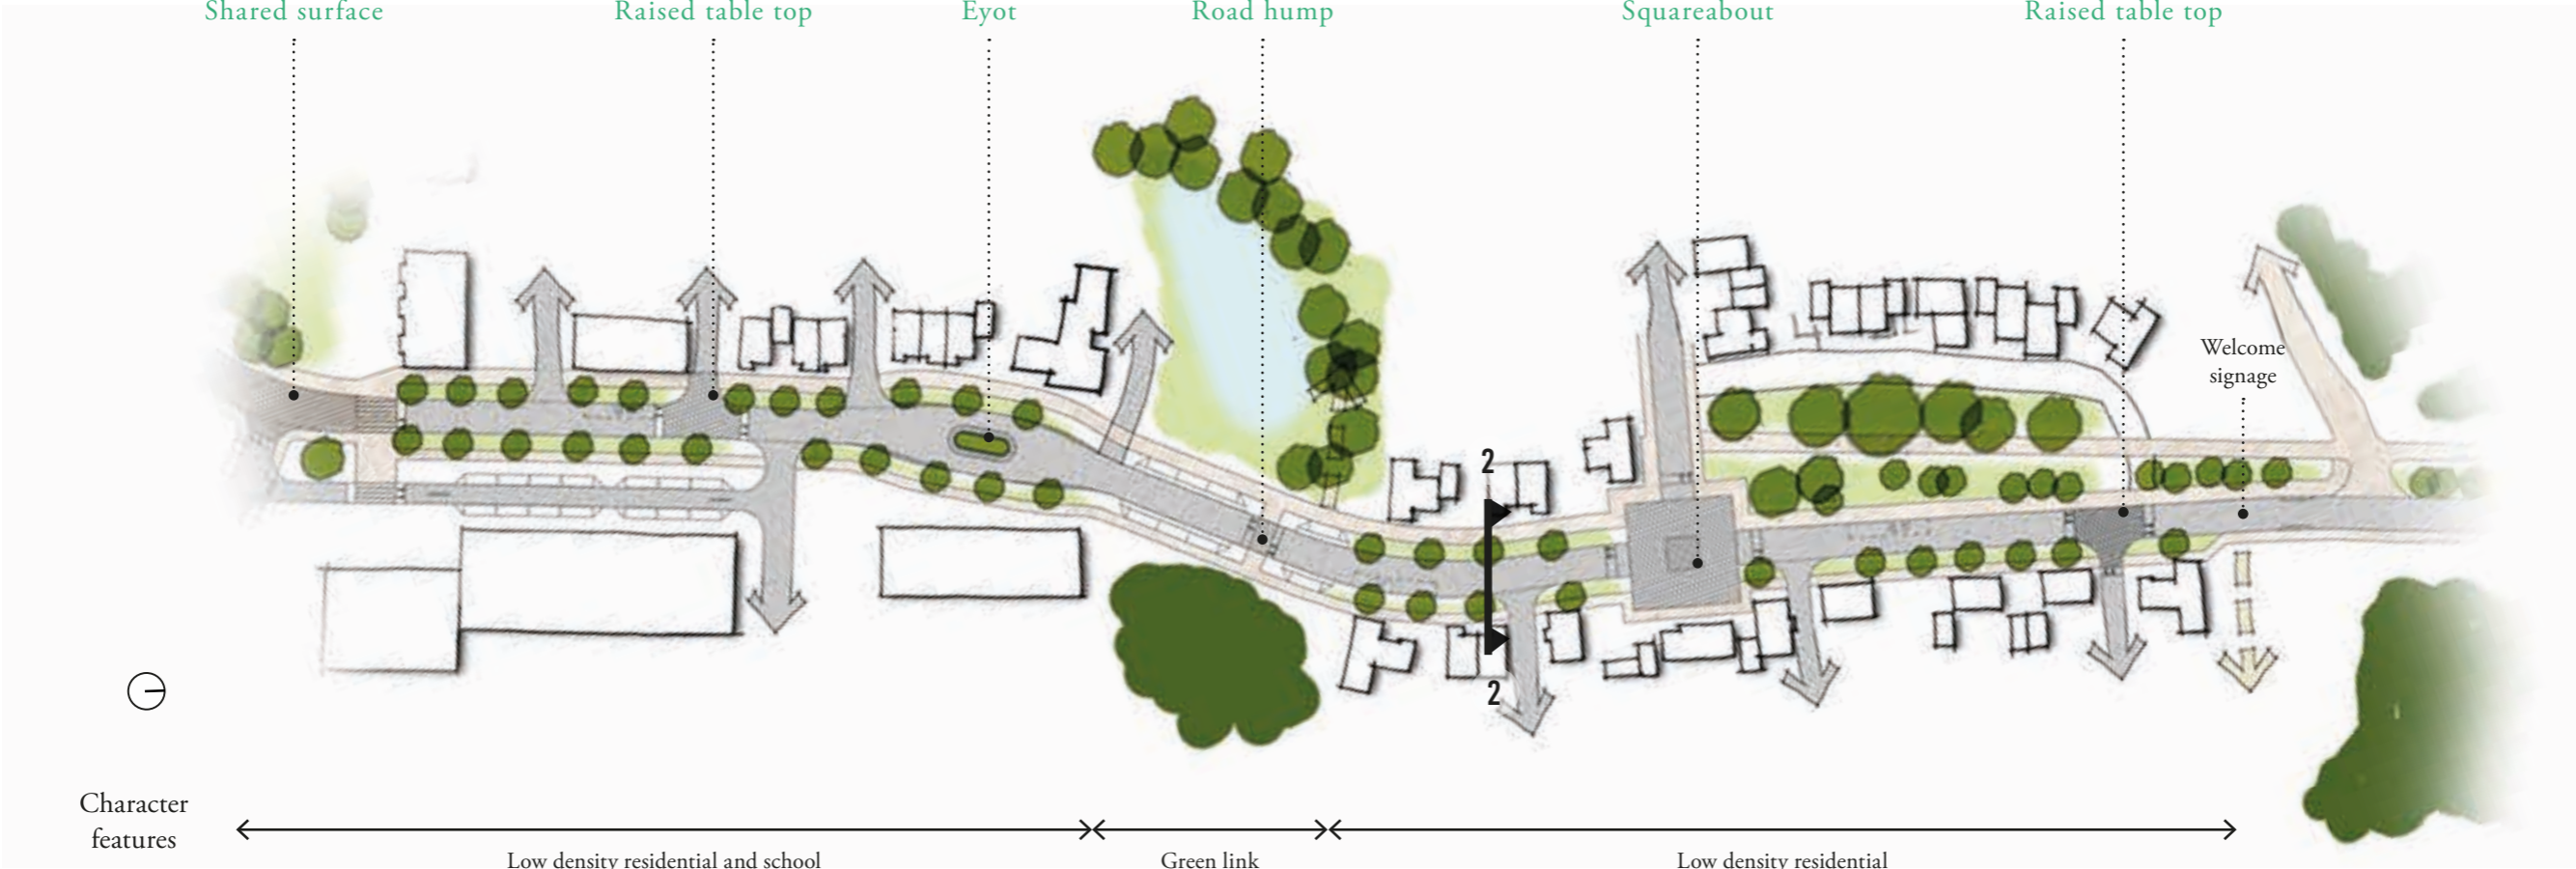 Shared surface
Raised table top
Eyot
Road hump
Squareabout
Raised table top
Welcome
signage
2
2
Character
features
Low density residential and school
Green link
Low density residential